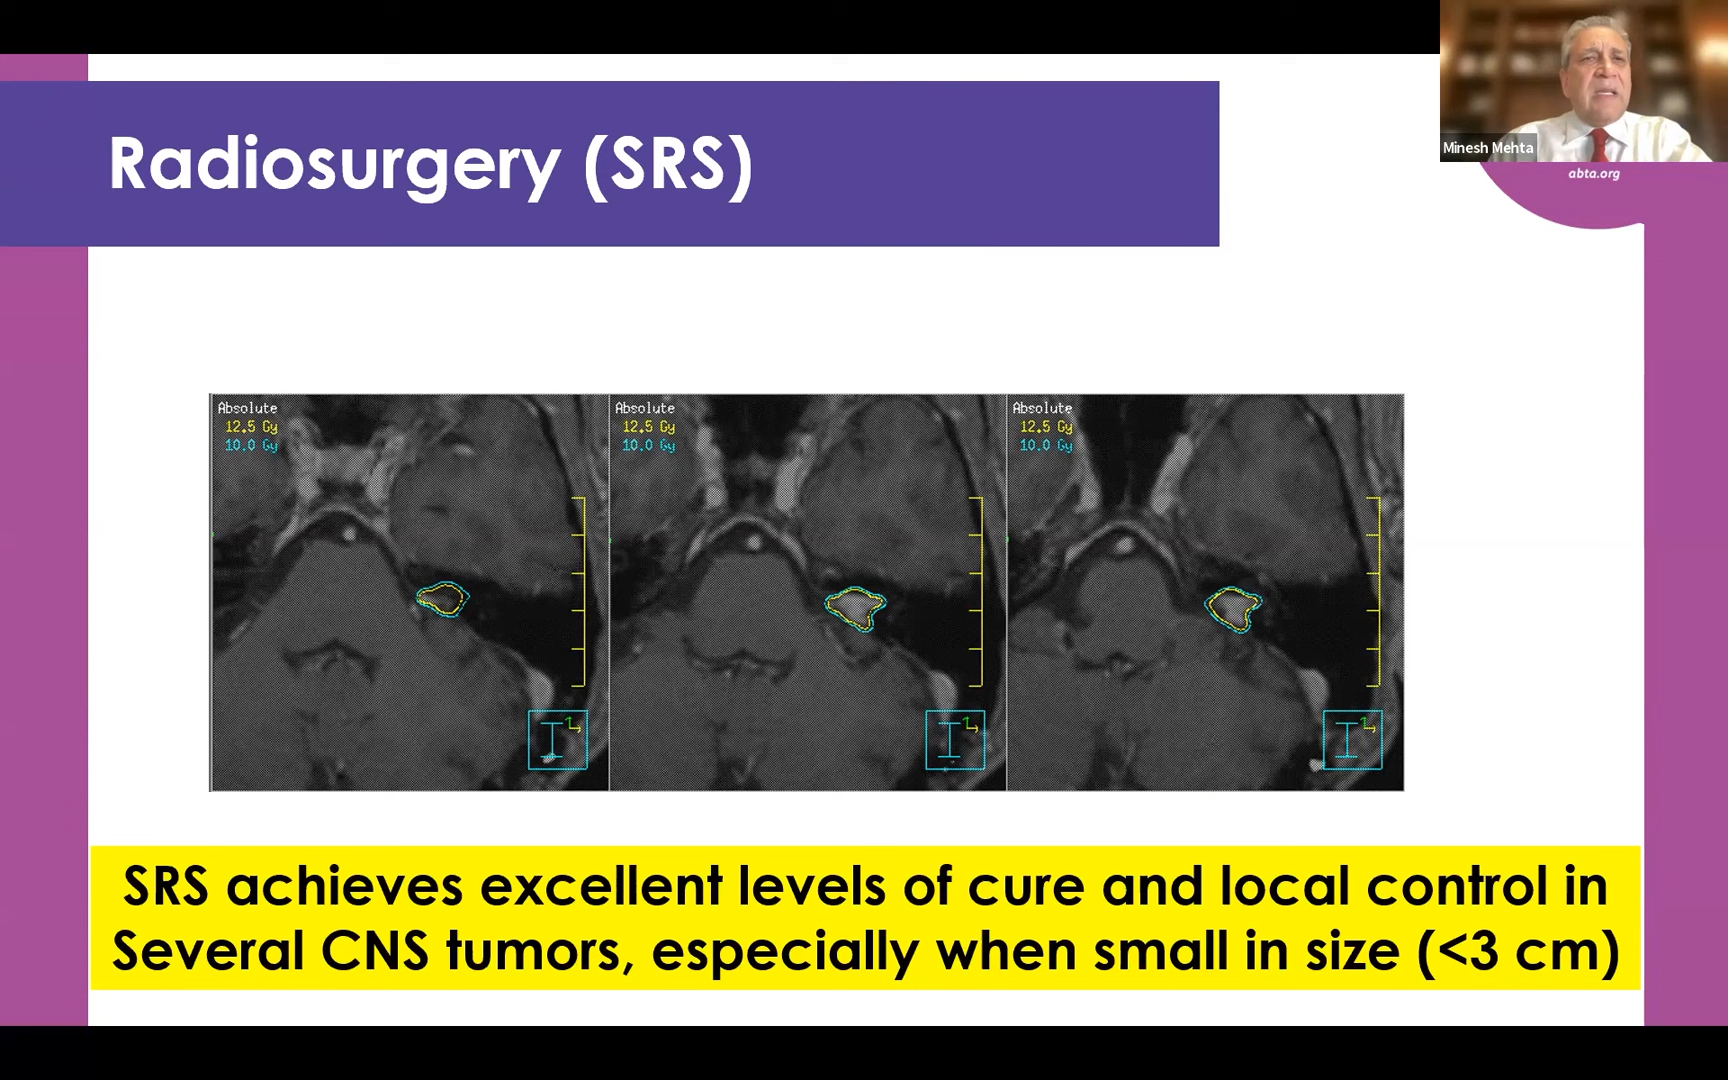 Radiosurgery (SRS)
Minesh Mehta
abta.org
Absolute
12.5 Gy
10.0 Gy
Absolute
12.5 Gy
10.0 Gy
Absolute
12.5 Gy
10.0 Gy
SRS achieves excellent levels of cure and local control in
Several CNS tumors, especially when small in size (<3 cm)